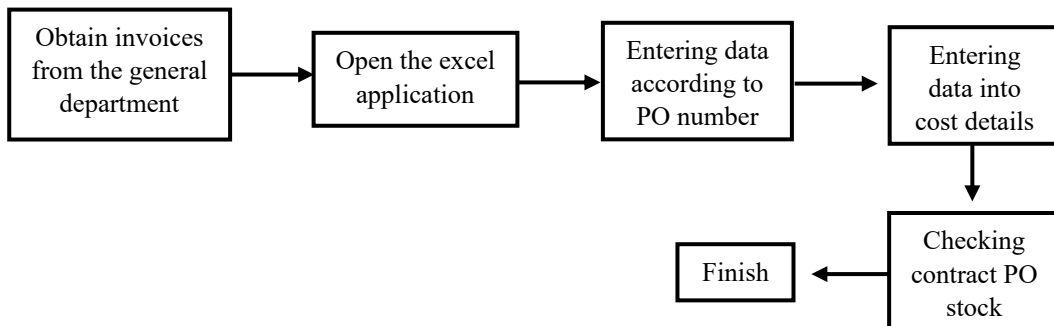 Obtain invoices
from the general
department
Open the excel
application
Entering data
according to
PO number
Entering
data into
cost details
Checking
contract PO
stock
Finish